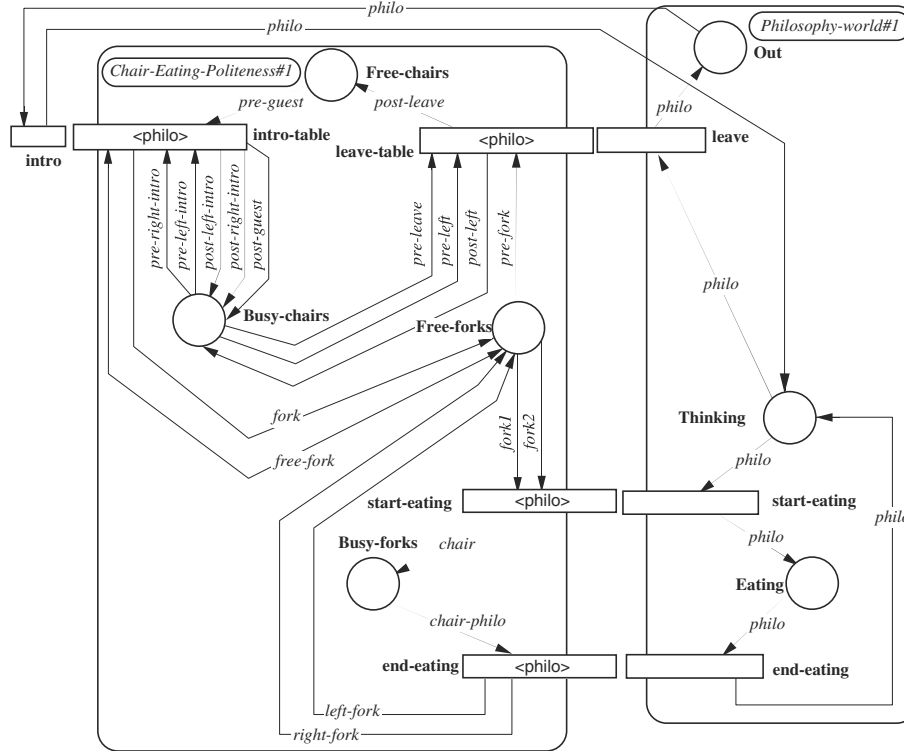 philo
philo
Chair-Eating-Politeness#1
Philosophy-world#1
Free-chairs
Out
pre-guest
post-leave
philo
<philo>
intro-table
<philo>
leave
intro
leave-table
pre-right-intro
pre-left-intro
post-left-intro
post-right-intro
post-guest
pre-leave
pre-left
post-left
pre-fork
philo
Busy-chairs
Free-forks
fork
fork1
fork2
Thinking
free-fork
philo
start-eating
<philo>
start-eating
philo
philo
Busy-forks
chair
Eating
chair-philo
philo
end-eating
<philo>
end-eating
left-fork
right-fork